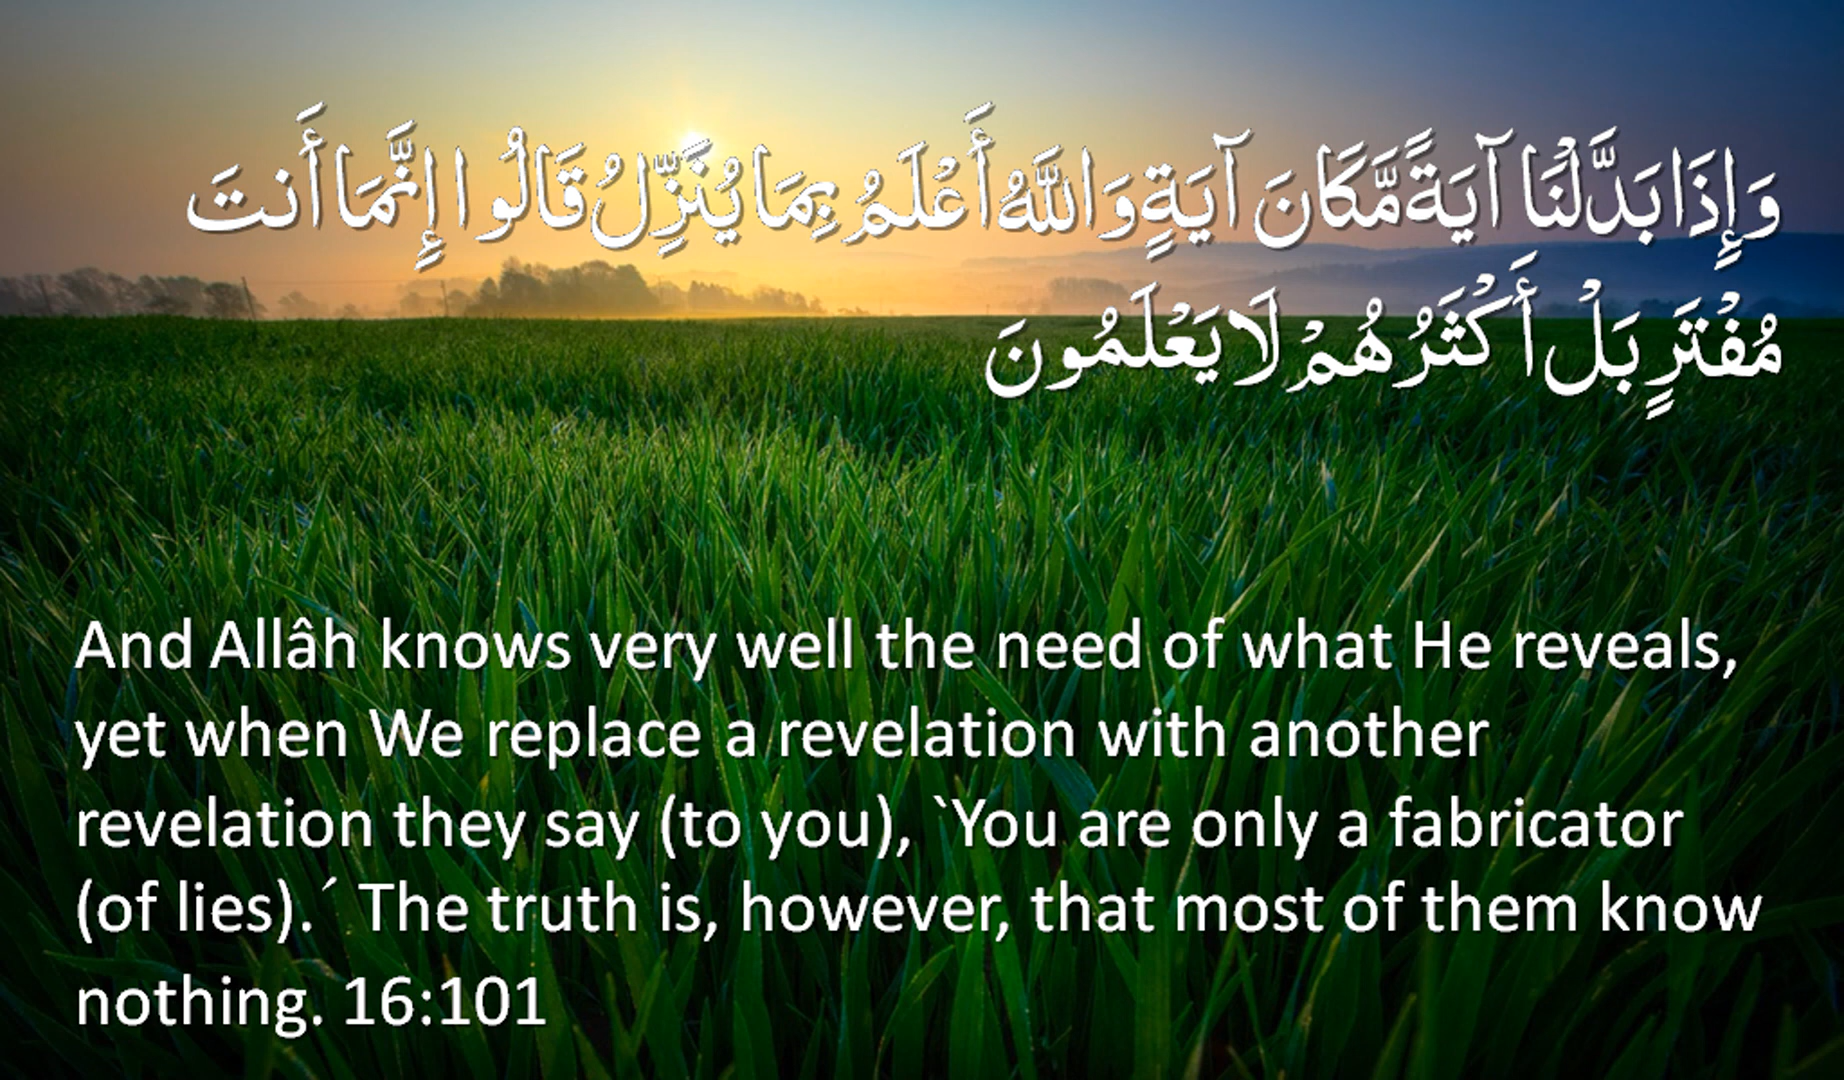 وَإِذَا بَدَّلْنَا آيَةً مَّكَانَ آيَةٍ وَاللَّهُ أَعْلَمُ بِمَا يُنَزِّلُ قَالُوا إِنَّمَا أَنتَ
مُفْتَرٍ بَلْ أَكْثَرُهُمْ لَا يَعْلَمُونَ
And Allâh knows very well the need of what He reveals,
yet when We replace a revelation with another
revelation they say (to you), `You are only a fabricator
(of lies).´ The truth is, however, that most of them know
nothing. 16:101